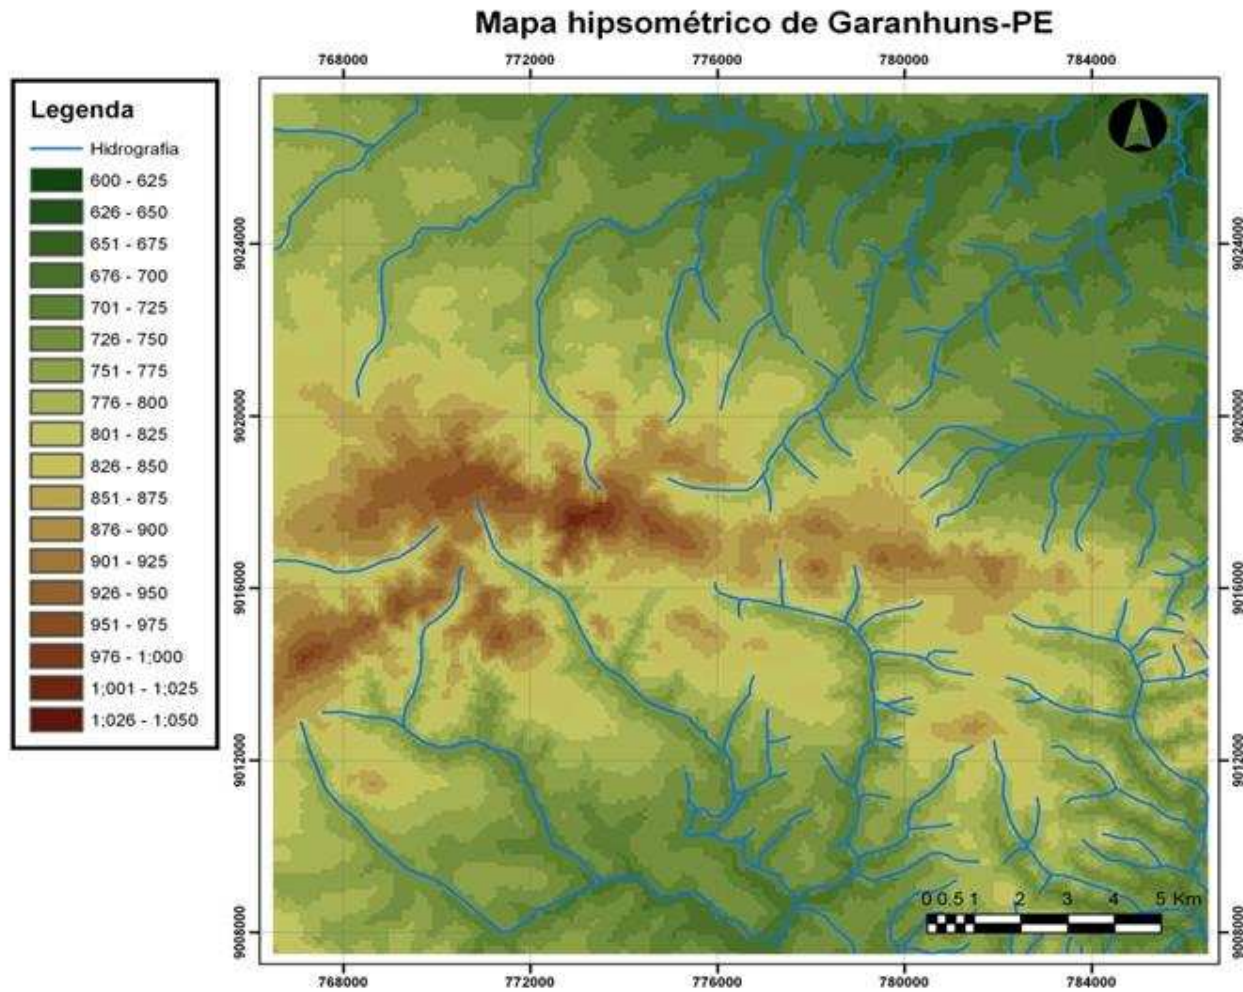 Mapa hipsométrico de Garanhuns-PE
768000 772000 776000 780000 784000
Legenda
Hidrografia
600 - 625
626 - 650
651 - 675
676 - 700
701 - 725
726 - 750
751 - 775
776 - 800
801 - 825
826 - 850
851 - 875
876 - 900
901 - 925
926 - 950
951 - 975
976 - 1;000
1;001 - 1;025
1;026 - 1;050
9024000
9020000
9016000
9012000
9008000
9024000
9020000
9016000
9012000
9008000
0 0.5 1 2 3 4 5 Km
768000 772000 776000 780000 784000